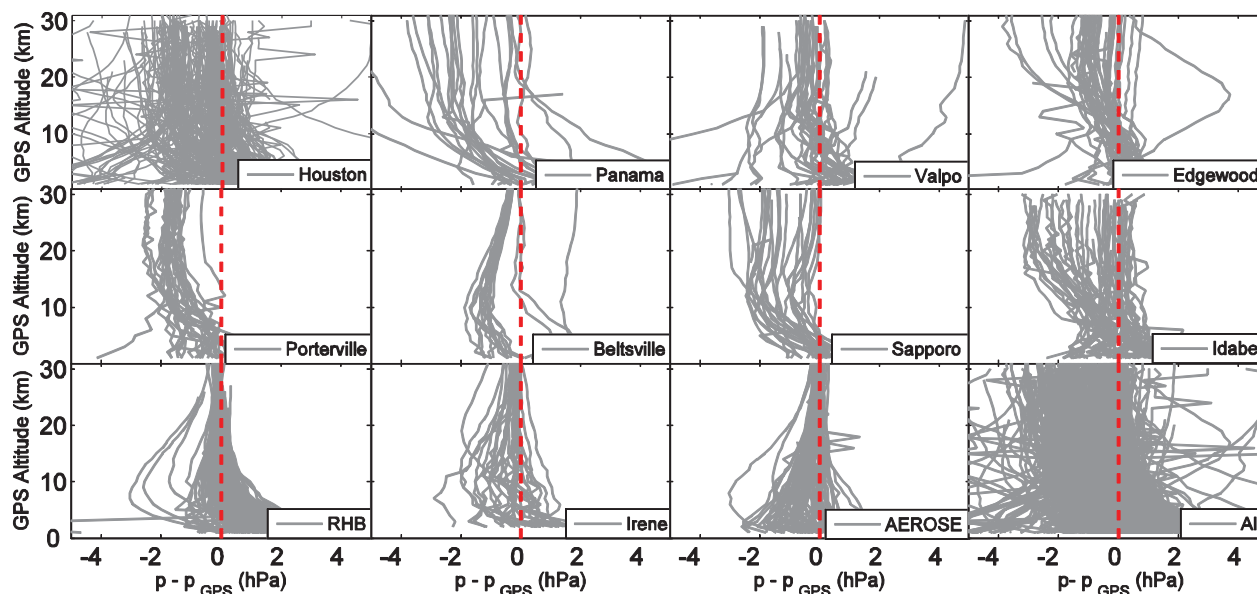 30
20
10
GPS Altitude (km)
Houston
Panama
Valpo
Edgewood
30
20
10
GPS Altitude (km)
Porterville
Beltsville
Sapporo
Idabe
30
20
10
0
GPS Altitude (km)
RHB
Irene
AEROSE
Al
-4 -2 0 2 4
-4 -2 0 2 4
-4 -2 0 2 4
-4 -2 0 2 4
p - p GPS (hPa)
p - p GPS (hPa)
p - p GPS (hPa)
p- p GPS (hPa)